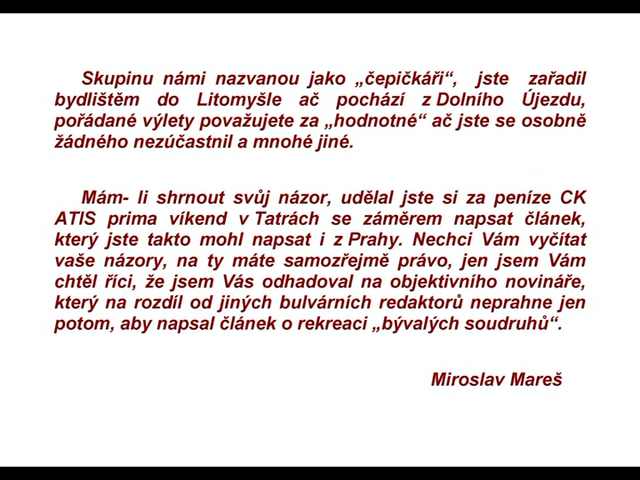 Skupinu námi nazvanou jako „čepičkáři“, jste zařadil
bydlištěm do Litomyšle ač pochází z Dolního Újezdu,
pořádané výlety považujete za „hodnotné“ ač jste se osobně
žádného nezúčastnil a mnohé jiné.
Mám- li shrnout svůj názor, udělal jste si za peníze CK
ATIS prima víkend v Tatrách se záměrem napsat článek,
který jste takto mohl napsat i z Prahy. Nechci Vám vyčítat
vaše názory, na ty máte samozřejmě právo, jen jsem Vám
chtěl říci, že jsem Vás odhadoval na objektivního novináře,
který na rozdíl od jiných bulvárních redaktorů neprahne jen
potom, aby napsal článek o rekreaci „bývalých soudruhů“.
Miroslav Mareš